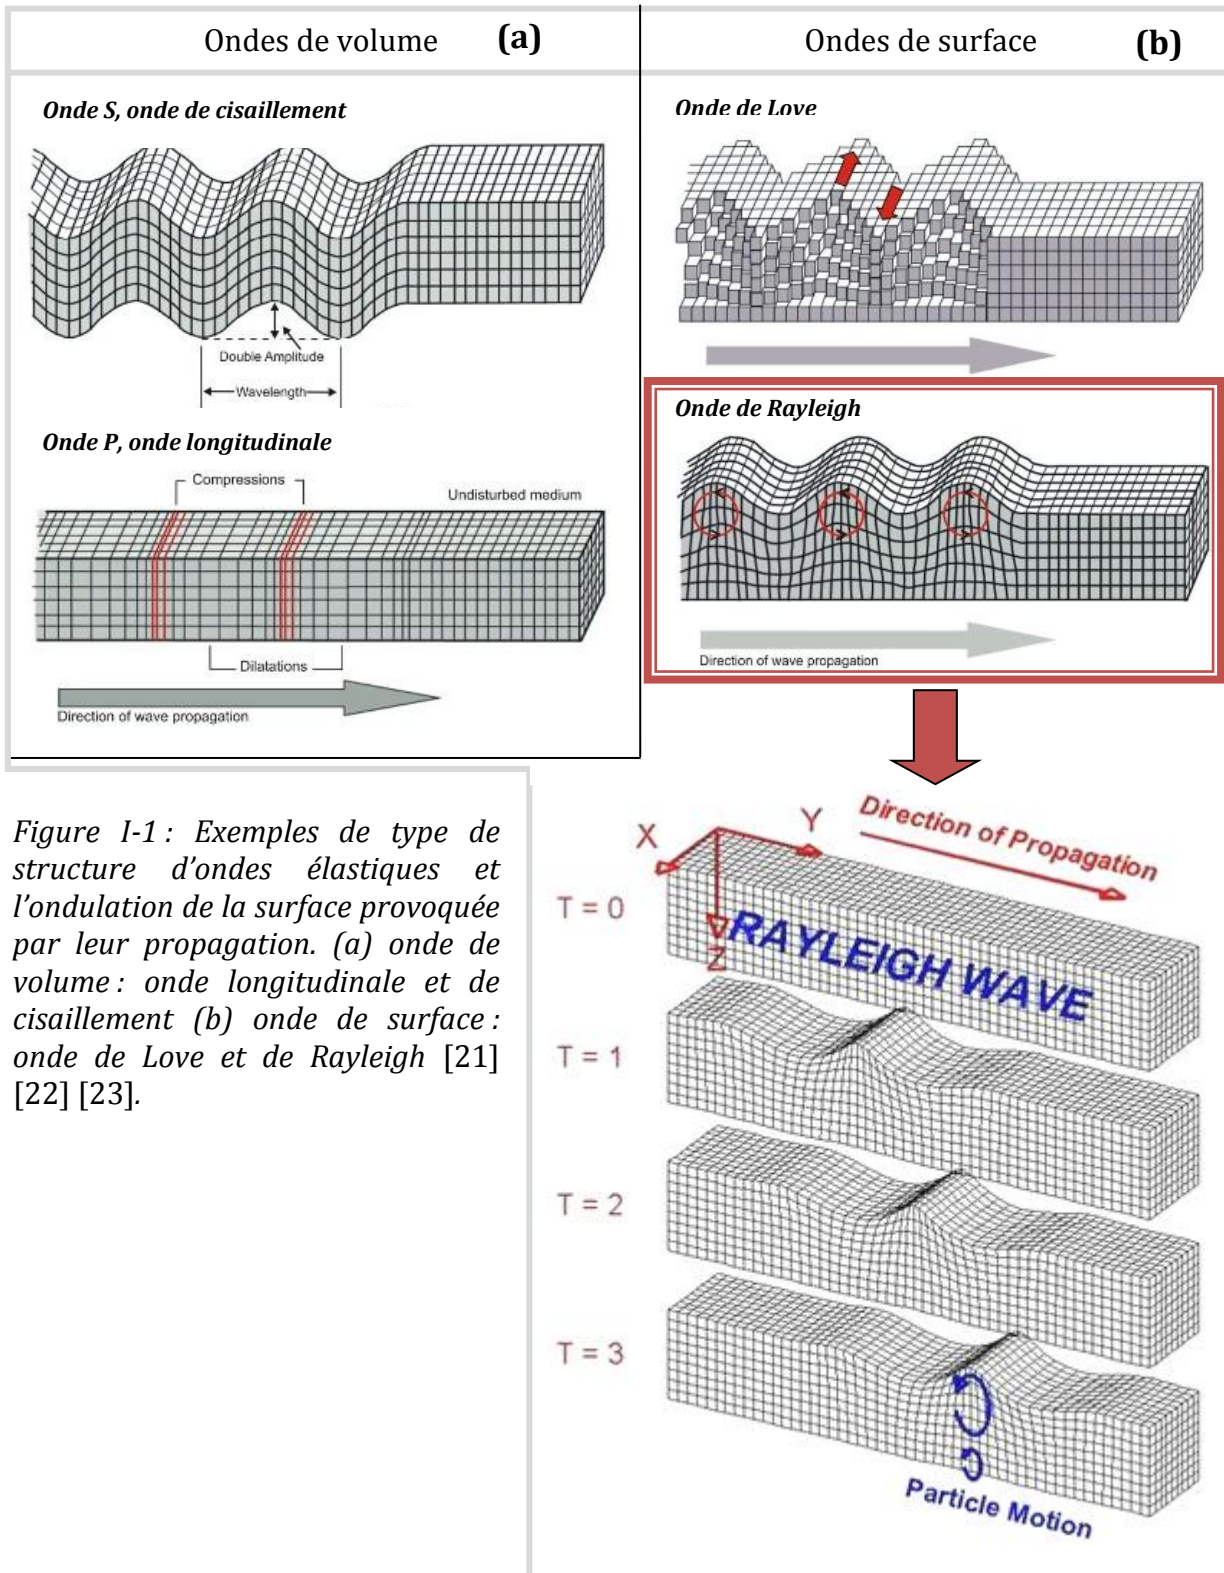 Ondes de volume (a)
Onde S, onde de cisaillement
Double Amplitude
Wavelength
Onde P, onde longitudinale
Compressions
Undisturbed medium
Dilatations
Direction of wave propagation
Ondes de surface (b)
Onde de Love
Onde de Rayleigh
Direction of wave propagation
Figure I-1 : Exemples de type de
structure d'ondes élastiques et
l'ondulation de la surface provoquée
par leur propagation. (a) onde de
volume : onde longitudinale et de
cisaillement (b) onde de surface :
onde de Love et de Rayleigh [21]
[22] [23].
X
Y
Z
Direction of Propagation
T = 0
RAYLEIGH WAVE
T = 1
T = 2
T = 3
Particle Motion